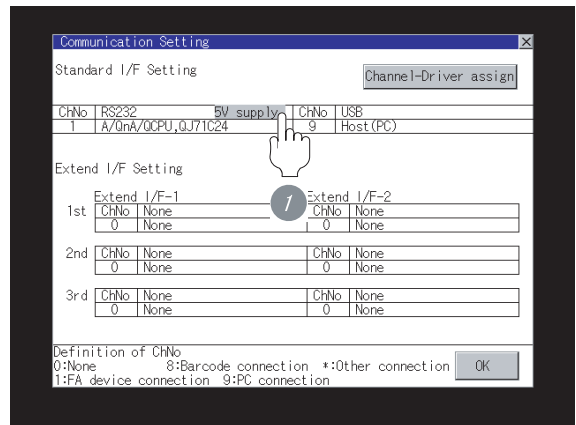 Communication Setting
Standard I/F Setting
Channel-Driver assign
ChNo RS232 5V supply ChNo USB
1 A/QnA/QCPU,QJ71C24 9 Host(PC)
Extend I/F Setting
Extend I/F-1 Extend I/F-2
1st ChNo None ChNo None
0 None 0 None
2nd ChNo None ChNo None
0 None 0 None
3rd ChNo None ChNo None
0 None 0 None
1
Definition of ChNo
0:None 8:Barcode connection *:Other connection
1:FA device connection 9:PC connection
OK